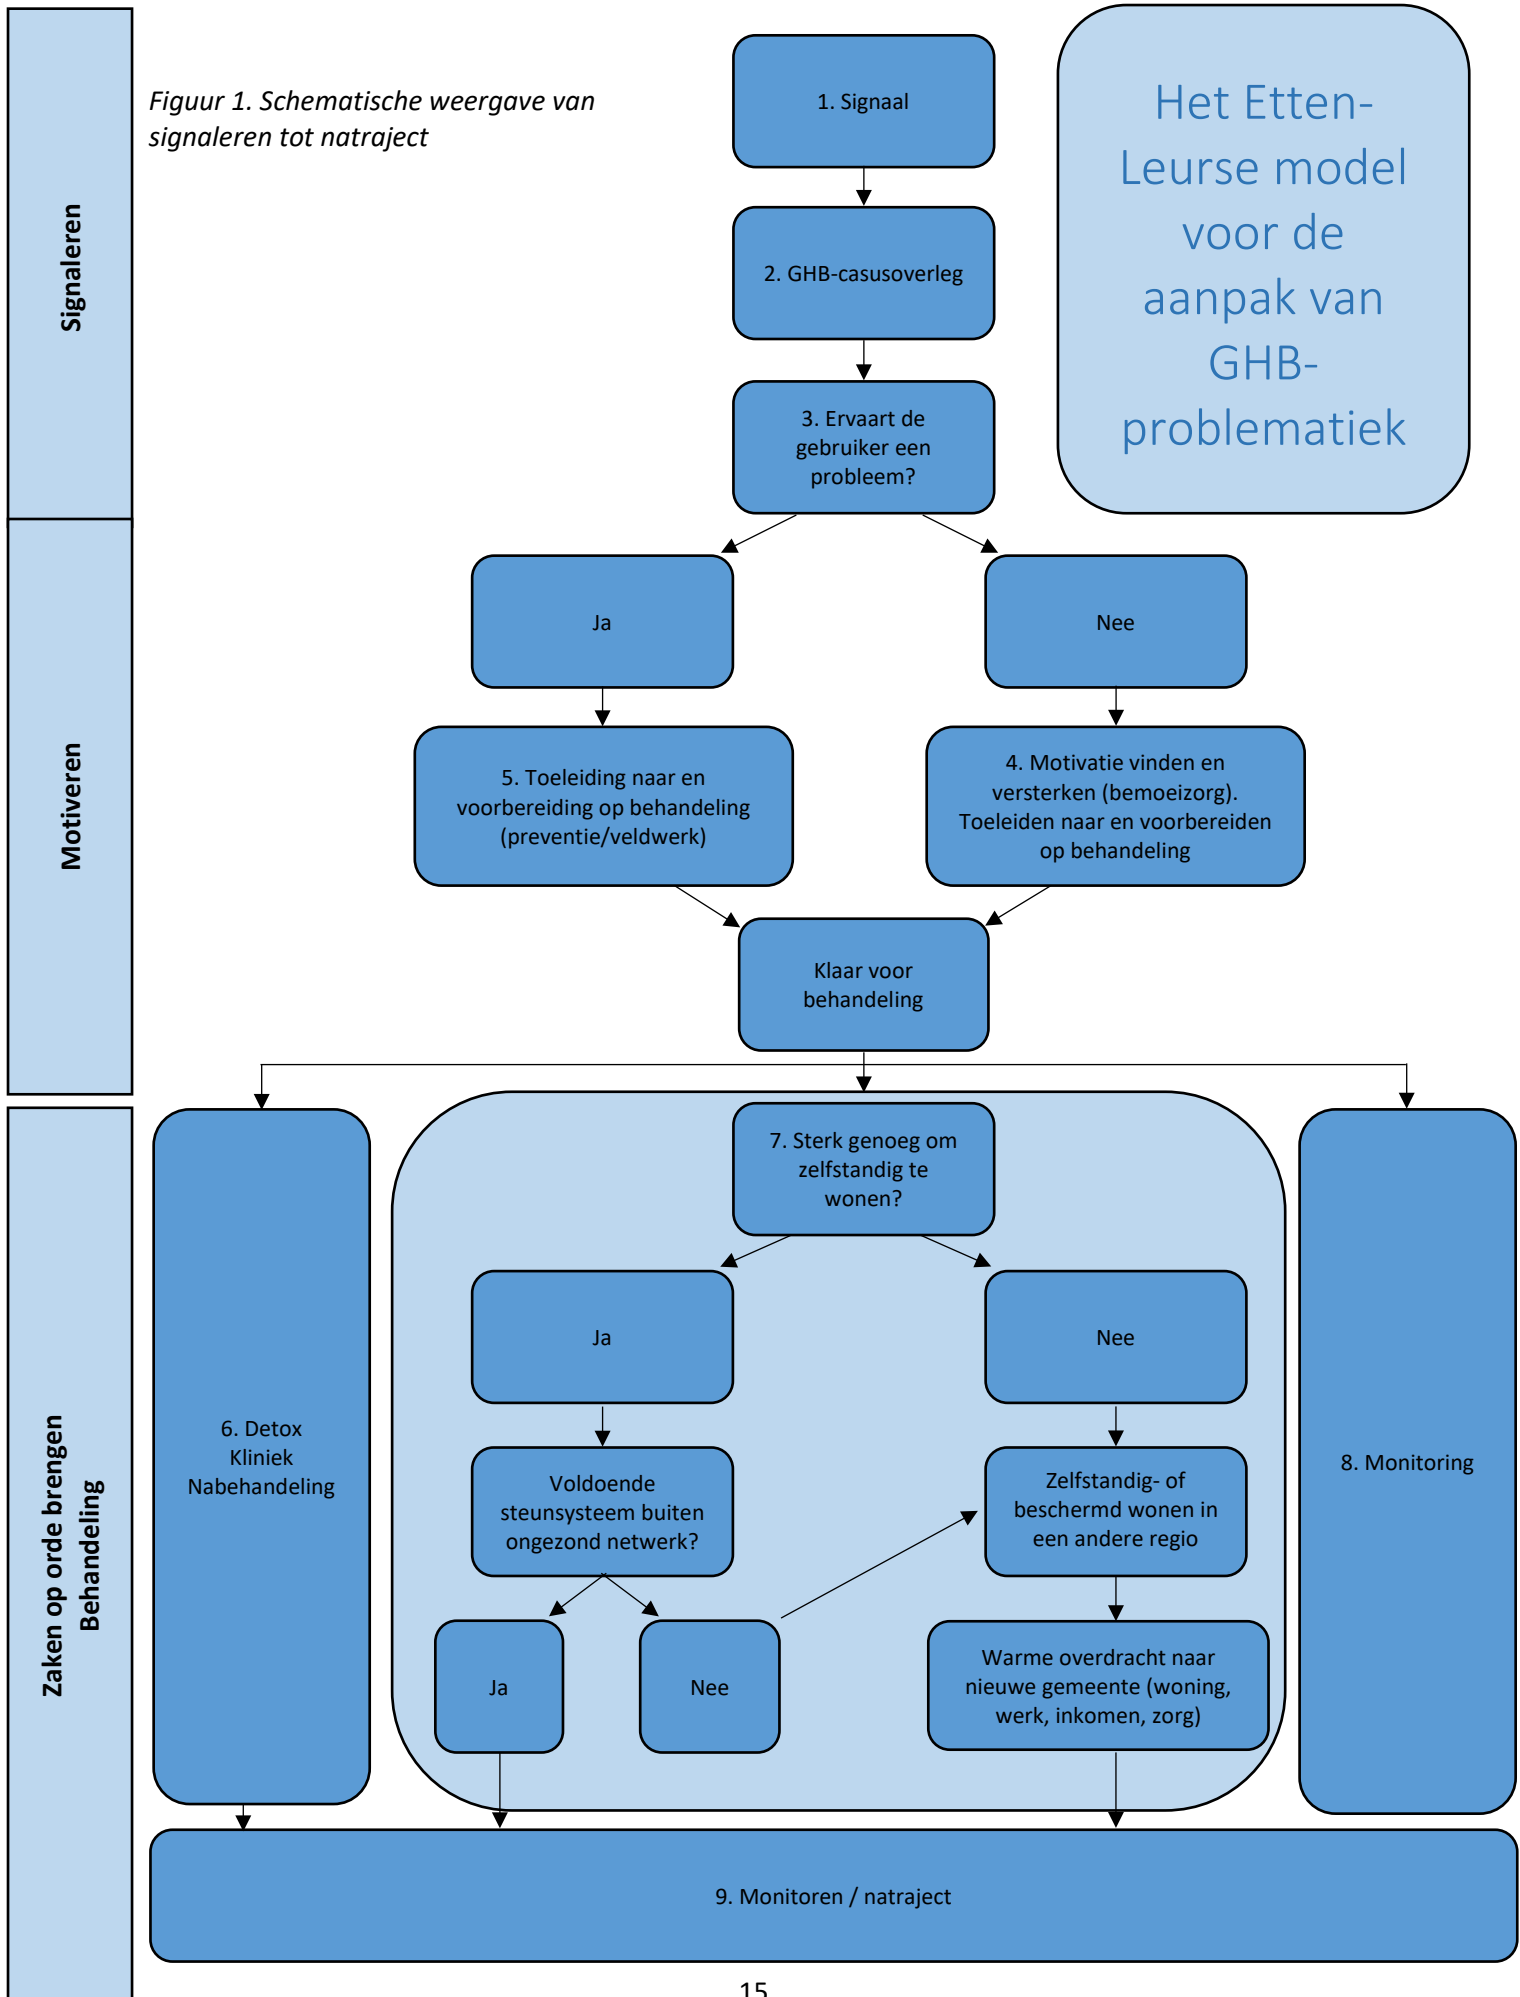 Figuur 1. Schematische weergave van
signaleren tot natraject
Het Etten-
Leurse model
voor de
aanpak van
GHB-
problematiek
Signaleren
1. Signaal
2. GHB-casusoverleg
3. Ervaart de
gebruiker een
probleem?
Motiveren
Ja
Nee
5. Toeleiding naar en
voorbereiding op behandeling
(preventie/veldwerk)
4. Motivatie vinden en
versterken (bemoeizorg).
Toeleiden naar en voorbereiden
op behandeling
Klaar voor
behandeling
Zaken op orde brengen
Behandeling
6. Detox
Kliniek
Nabehandeling
7. Sterk genoeg om
zelfstandig te
wonen?
Ja
Nee
Voldoende
steunsysteem buiten
ongezond netwerk?
Zelfstandig- of
beschermd wonen in
een andere regio
Ja
Nee
Warme overdracht naar
nieuwe gemeente (woning,
werk, inkomen, zorg)
8. Monitoring
9. Monitoren / natraject
15